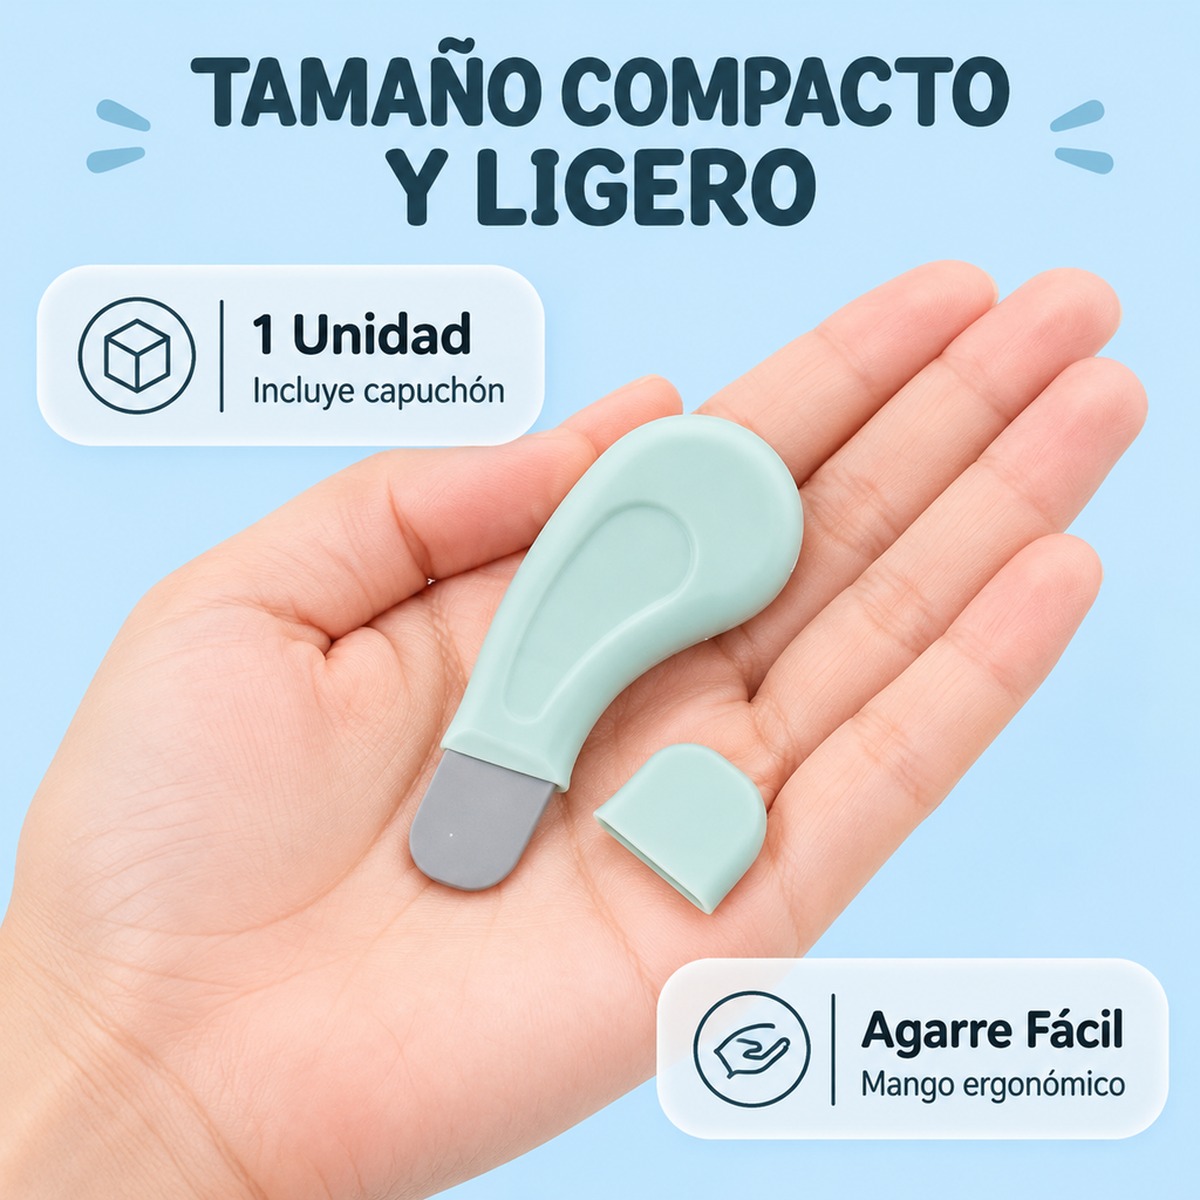 TAMAÑO COMPACTO
Y LIGERO
1 Unidad
Incluye capuchón
Agarre Fácil
Mango ergonómico